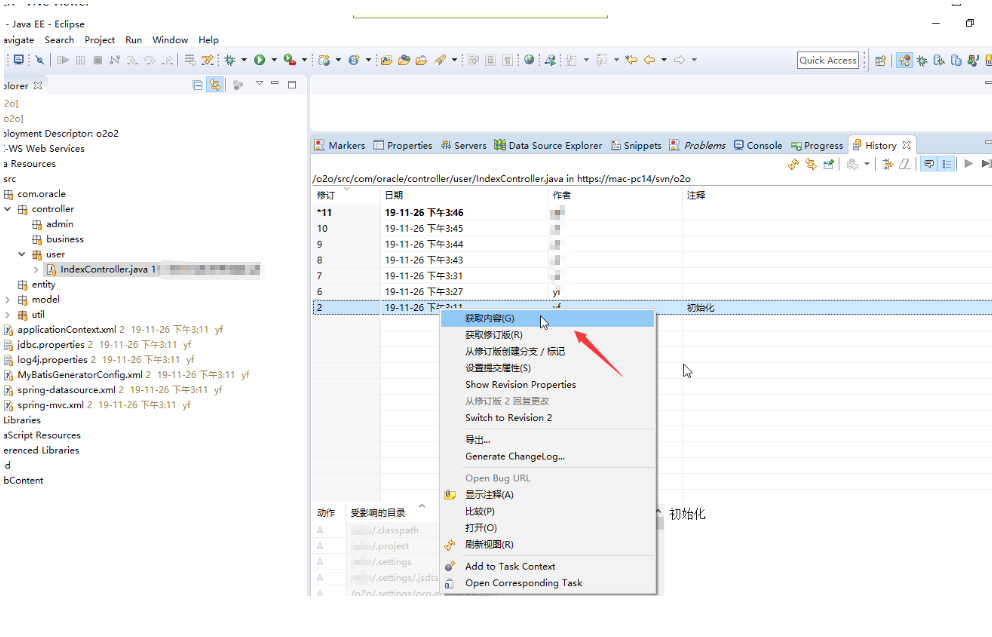 - Java EE - Eclipse
avigate Search Project Run Window Help
Quick Access
plorer
2o]
o2o]
ployment Descriptor: o2o2
-WS Web Services
a Resources
src
com.oracle
controller
admin
business
user
IndexController.java 11
entity
model
util
applicationContext.xml 2 19-11-26 下午3:11 yf
jdbc.properties 2 19-11-26 下午3:11 yf
log4j.properties 2 19-11-26 下午3:11 yf
MyBatisGeneratorConfig.xml 2 19-11-26 下午3:11 yf
spring-datasource.xml 2 19-11-26 下午3:11 yf
spring-mvc.xml 2 19-11-26 下午3:11 yf
Libraries
aScript Resources
erenced Libraries
d
bContent
Markers Properties Servers Data Source Explorer Snippets Problems Console Progress History
/o2o/src/com/oracle/controller/user/IndexController.java in https://mac-pc14/svn/o2o
修订 日期 作者 注释
*11 19-11-26 下午3:46
10 19-11-26 下午3:45
9 19-11-26 下午3:44
8 19-11-26 下午3:43
7 19-11-26 下午3:31
6 19-11-26 下午3:27
2 19-11-26 下午3:11 yf 初始化
获取内容(G)
获取修订版(R)
从修订版创建分支 / 标记
设置提交属性(S)
Show Revision Properties
从修订版 2 回复更改
Switch to Revision 2
导出...
Generate ChangeLog...
Open Bug URL
显示注释(A)
比较(P)
打开(O)
刷新视图(R)
Add to Task Context
Open Corresponding Task
动作 受影响的目录
A /.classpath
A /.project
A /.settings
A /.settings/.jsdts
A /o2o/.settings/org.e
初始化